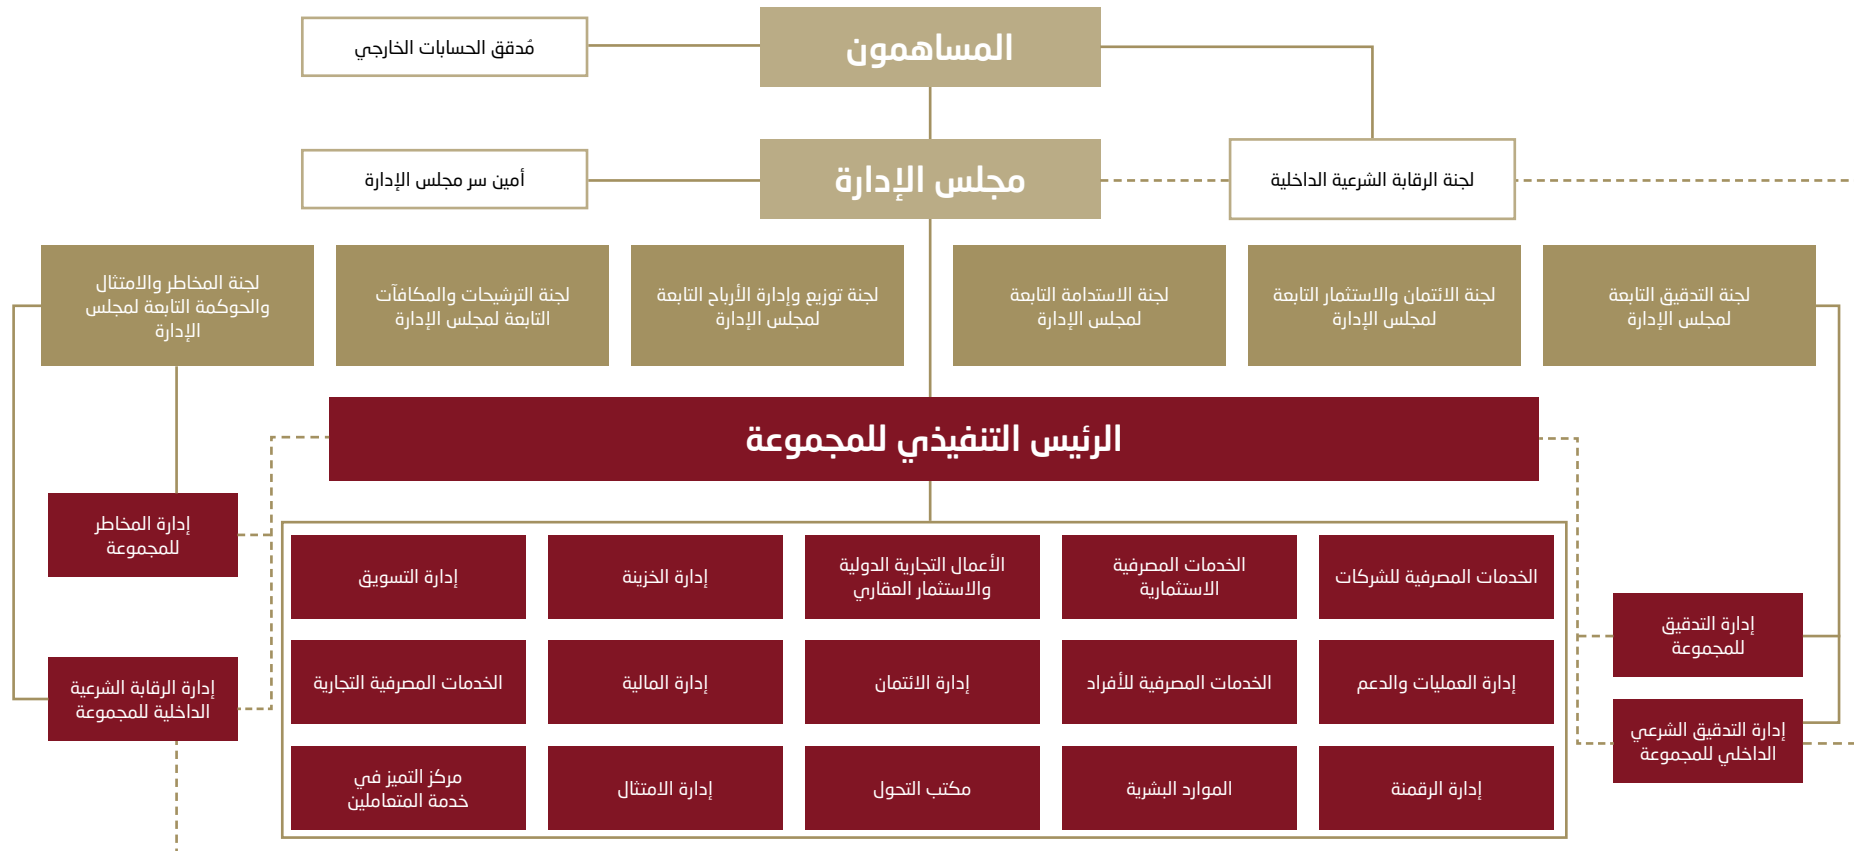 المساهمون
مُدقق الحسابات الخارجي
لجنة الرقابة الشرعية الداخلية
مجلس الإدارة
أمين سر مجلس الإدارة
لجنة التدقيق التابعة
لمجلس الإدارة
لجنة الائتمان والاستثمار التابعة
لمجلس الإدارة
لجنة الاستدامة التابعة
لمجلس الإدارة
لجنة توزيع وإدارة الأرباح التابعة
لمجلس الإدارة
لجنة الترشيحات والمكافآت
التابعة لمجلس الإدارة
لجنة المخاطر والامتثال
والحوكمة التابعة لمجلس
الإدارة
الرئيس التنفيذي للمجموعة
إدارة التدقيق
للمجموعة
إدارة التدقيق الشرعي
الداخلي للمجموعة
الخدمات المصرفية للشركات
الخدمات المصرفية
الاستثمارية
الأعمال التجارية الدولية
والاستثمار العقاري
إدارة الخزينة
إدارة التسويق
إدارة العمليات والدعم
الخدمات المصرفية للأفراد
إدارة الائتمان
إدارة المالية
الخدمات المصرفية التجارية
إدارة الرقمنة
الموارد البشرية
مكتب التحول
إدارة الامتثال
مركز التميز في
خدمة المتعاملين
إدارة المخاطر
للمجموعة
إدارة الرقابة الشرعية
الداخلية للمجموعة